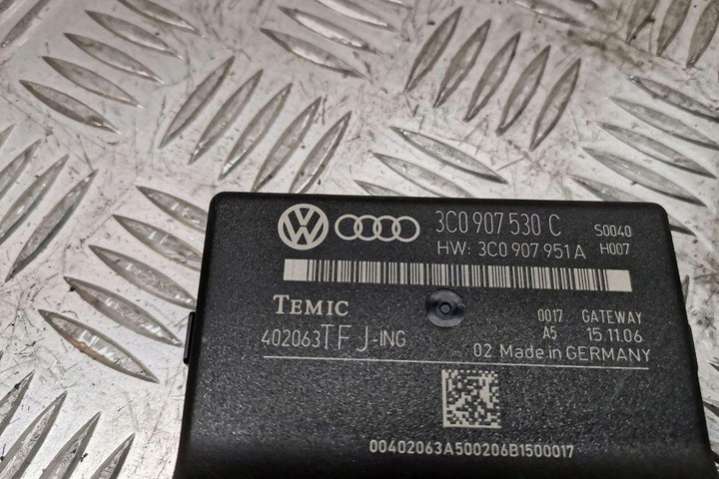 3C0 907 530 C S0040
HW: 3C0 907 951 A H007
TEMIC 0017 GATEWAY
402063TFJ-ING A5 15.11.06
02 Made in GERMANY
00402063A500206B1500017